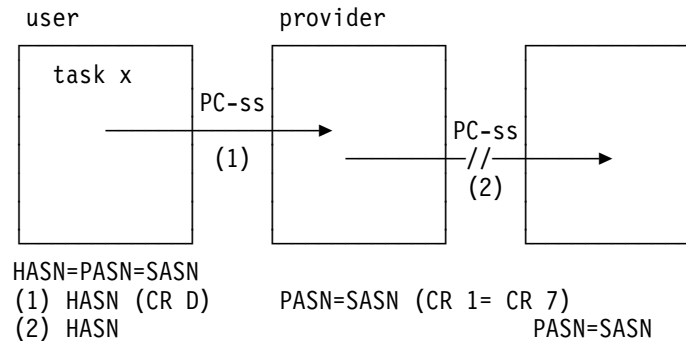 user
provider
task x
PC-ss
PC-ss
(1)
//
(2)
HASN=PASN=SASN
(1) HASN (CR D) PASN=SASN (CR 1= CR 7)
(2) HASN PASN=SASN